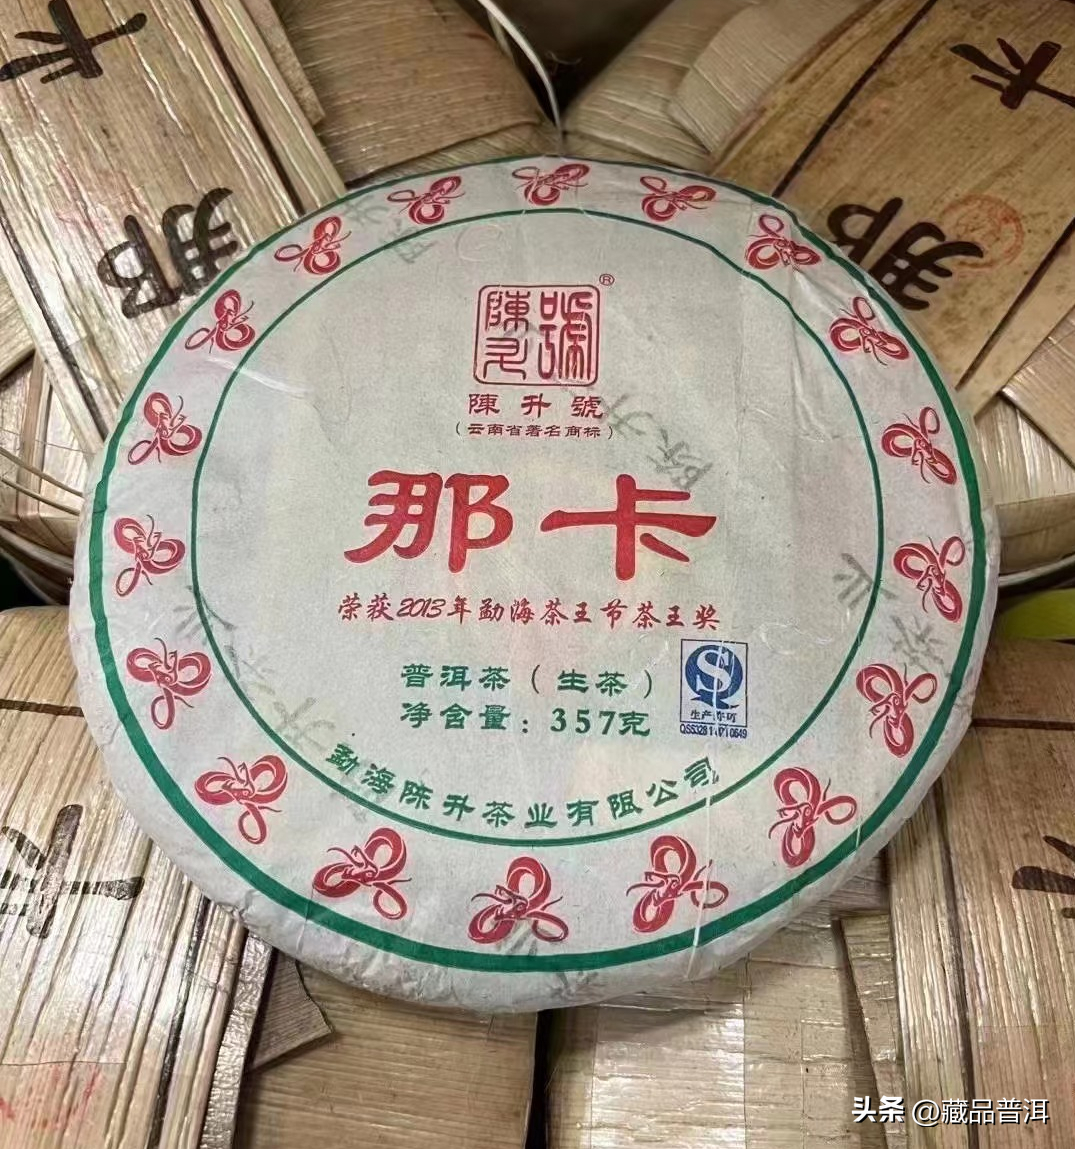 卡
那
卡
那
陳升號
®
陳升號
(云南省著名商标)
那卡
荣获2013年勐海茶王节茶王奖
普洱茶(生茶)
净含量:357克
生产许可
勐海陈升茶业有限公司
头条 @藏品普洱